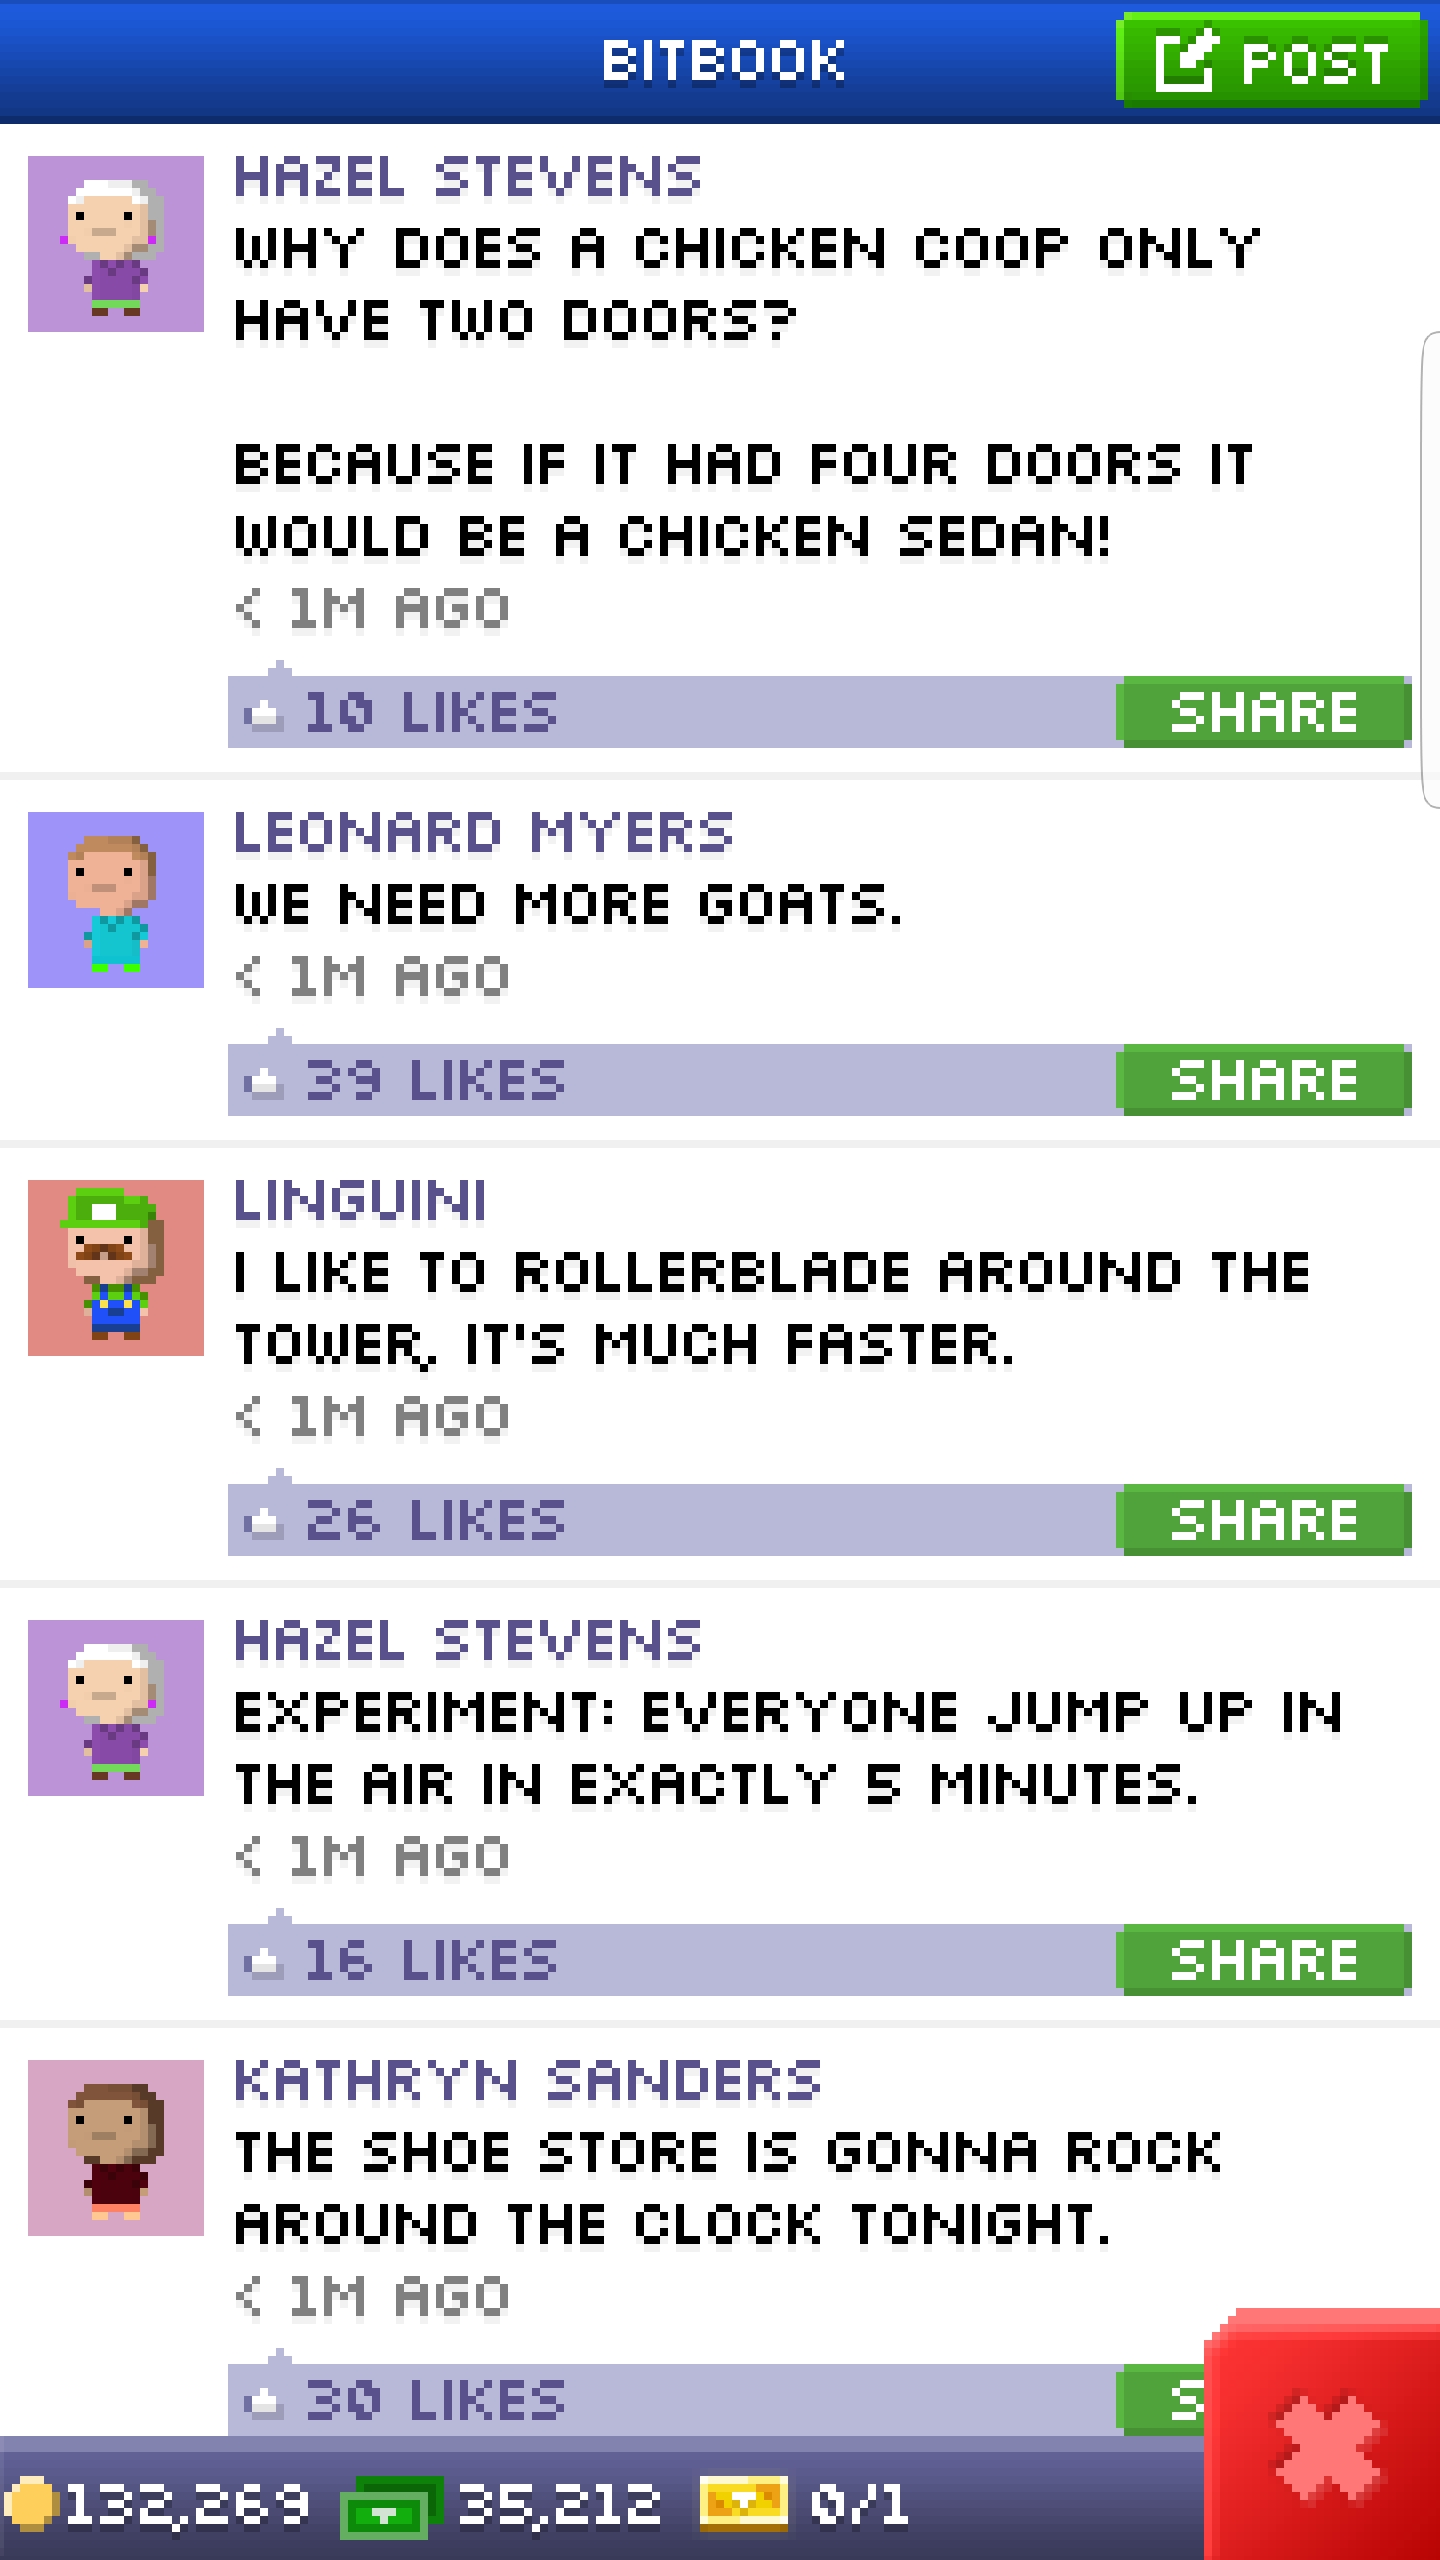 BITBOOK
POST
HAZEL STEVENS
WHY DOES A CHICKEN COOP ONLY
HAVE TWO DOORS?
BECAUSE IF IT HAD FOUR DOORS IT
WOULD BE A CHICKEN SEDAN!
< 1M AGO
10 LIKES
SHARE
LEONARD MYERS
WE NEED MORE GOATS.
< 1M AGO
39 LIKES
SHARE
LINGUINI
I LIKE TO ROLLERBLADE AROUND THE
TOWER, IT'S MUCH FASTER.
< 1M AGO
26 LIKES
SHARE
HAZEL STEVENS
EXPERIMENT: EVERYONE JUMP UP IN
THE AIR IN EXACTLY 5 MINUTES.
< 1M AGO
16 LIKES
SHARE
KATHRYN SANDERS
THE SHOE STORE IS GONNA ROCK
AROUND THE CLOCK TONIGHT.
< 1M AGO
30 LIKES
132,269
35,212
0/1